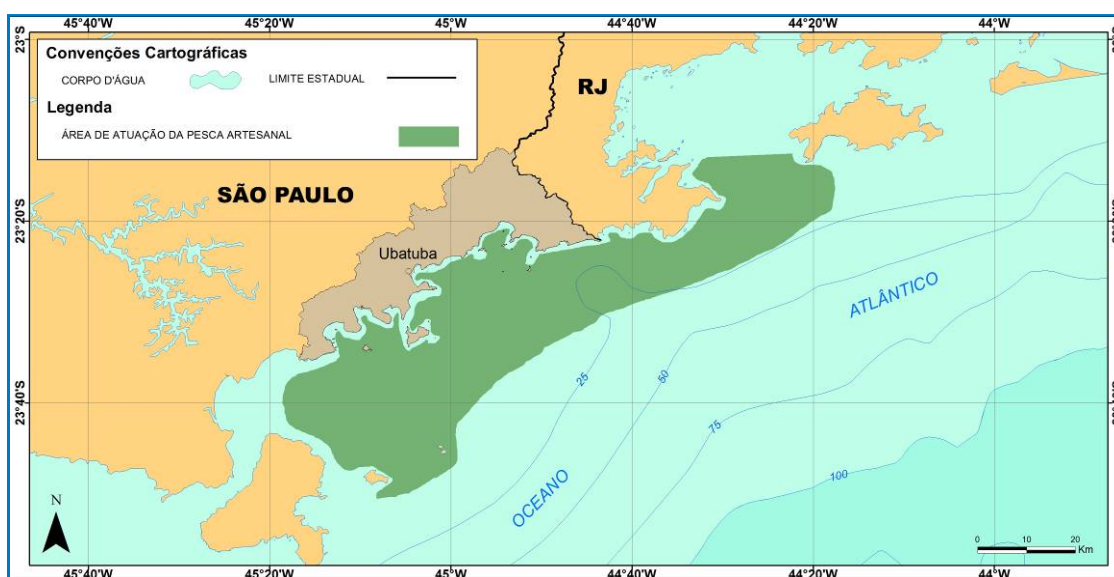 45°40'W 45°20'W 45°W 44°40'W 44°20'W 44°W
23°S
Convenções Cartográficas
CORPO D'ÁGUA LIMITE ESTADUAL
Legenda
ÁREA DE ATUAÇÃO DA PESCA ARTESANAL
RJ
SÃO PAULO
23°20'S
Ubatuba
ATLÂNTICO
25
50
75
23°40'S
100
OCEANO
N
0 10 20
Km
45°40'W 45°20'W 45°W 44°40'W 44°20'W 44°W